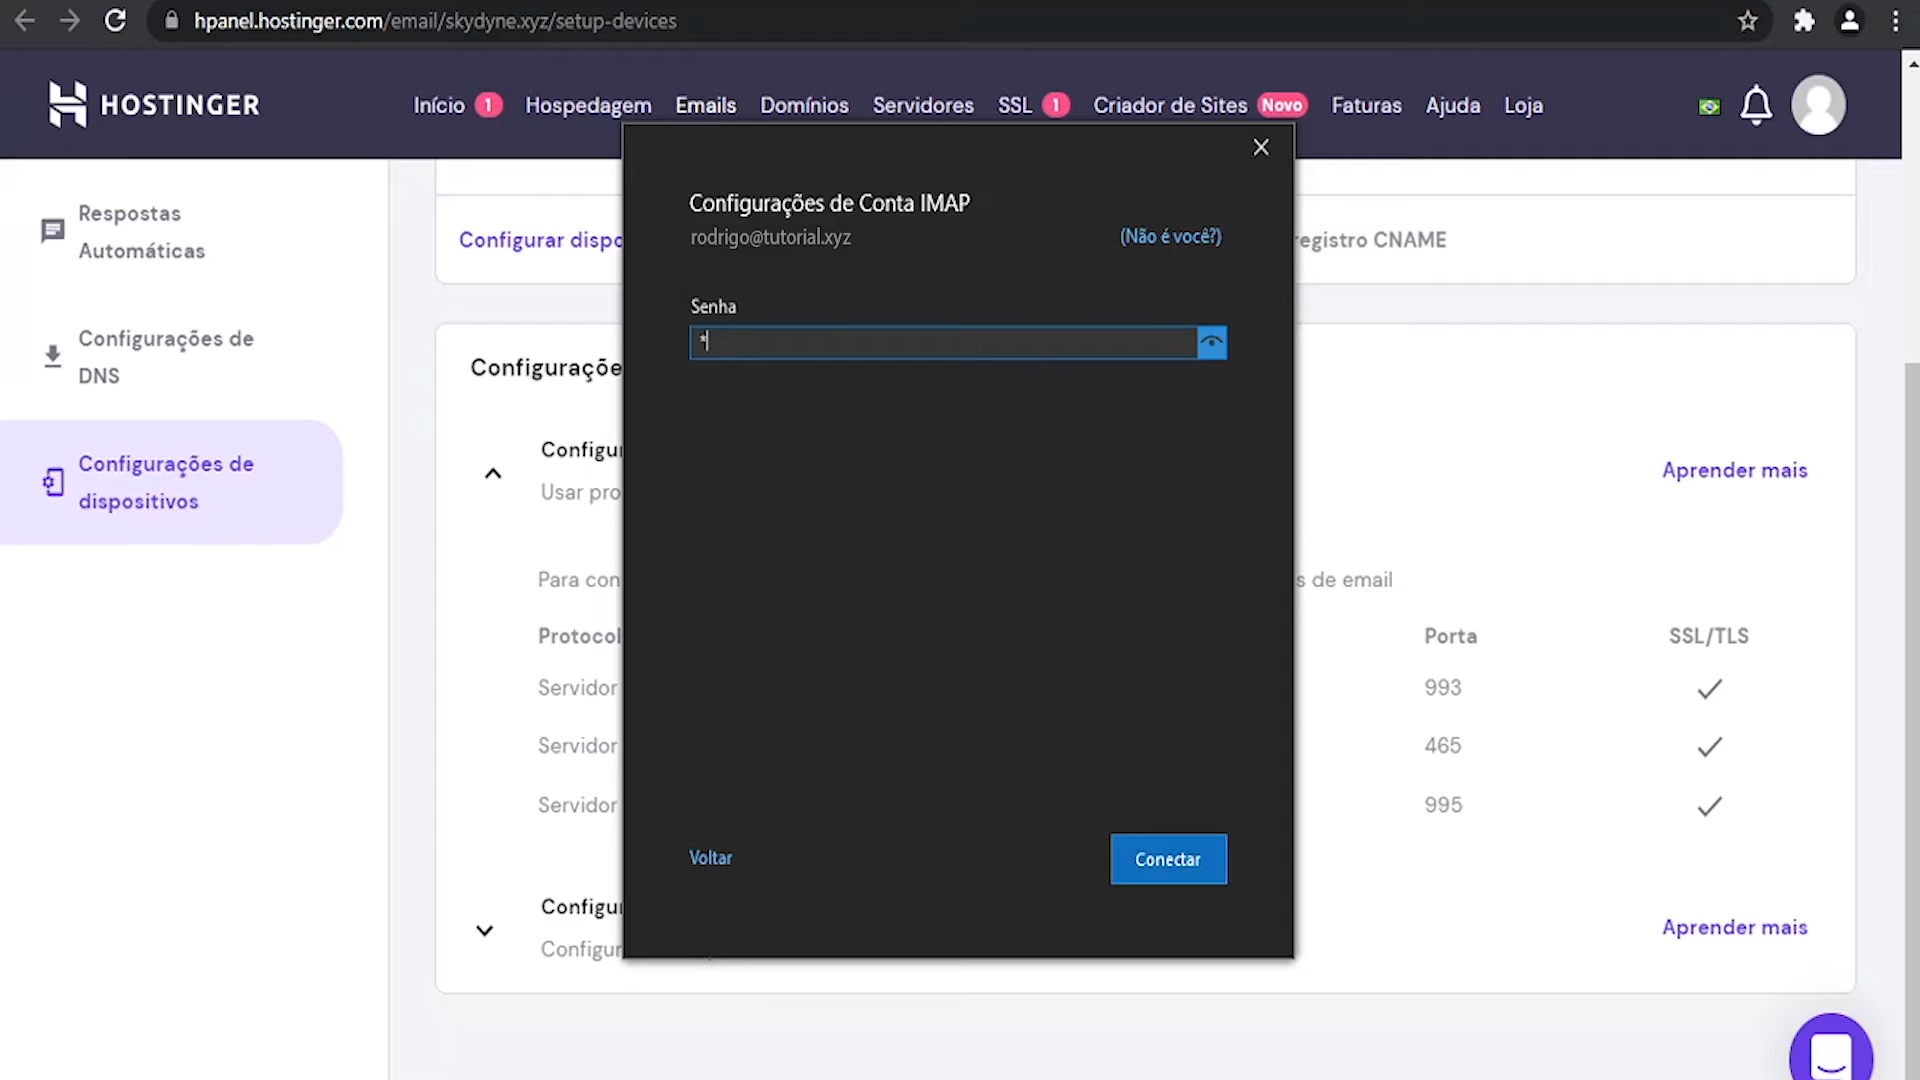 hpanel.hostinger.com/email/skydyne.xyz/setup-devices
HOSTINGER
Início 1 Hospedagem Emails Domínios Servidores SSL 1 Criador de Sites Novo Faturas Ajuda Loja
Respostas
Automáticas
Configurações de
DNS
Configurações de
dispositivos
Configurar dispo
registro CNAME
Configuraçõe
Configur
Usar pro
Aprender mais
Para con
s de email
Protocol
Porta
SSL/TLS
Servidor
993
Servidor
465
Servidor
995
Configur
Configur
Aprender mais
Configurações de Conta IMAP
rodrigo@tutorial.xyz
(Não é você?)
Senha
*
Voltar
Conectar